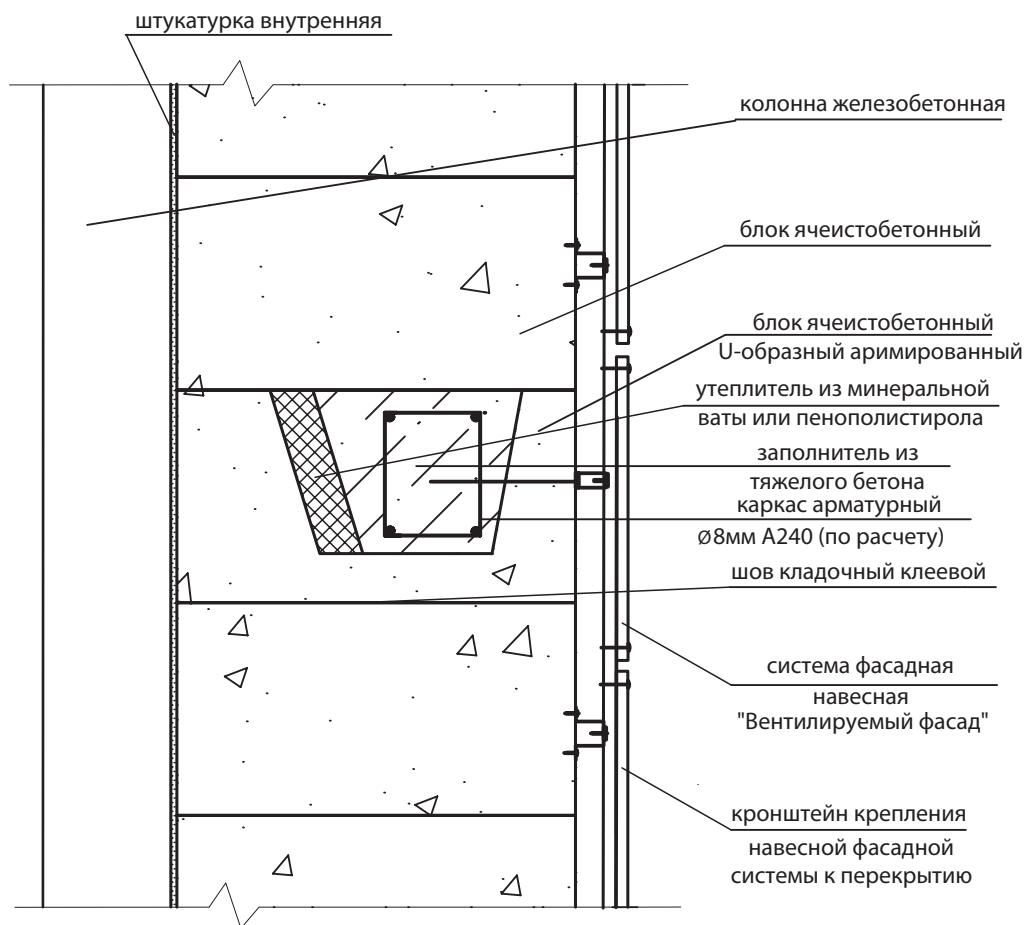 штукатурка внутренняя
колонна железобетонная
блок ячеистобетонный
блок ячеистобетонный
U-образный аримированный
утеплитель из минеральной
ваты или пенополистирола
заполнитель из
тяжелого бетона
каркас арматурный
Ø8мм А240 (по расчету)
шов кладочный клеевой
система фасадная
навесная
"Вентилируемый фасад"
кронштейн крепления
навесной фасадной
системы к перекрытию